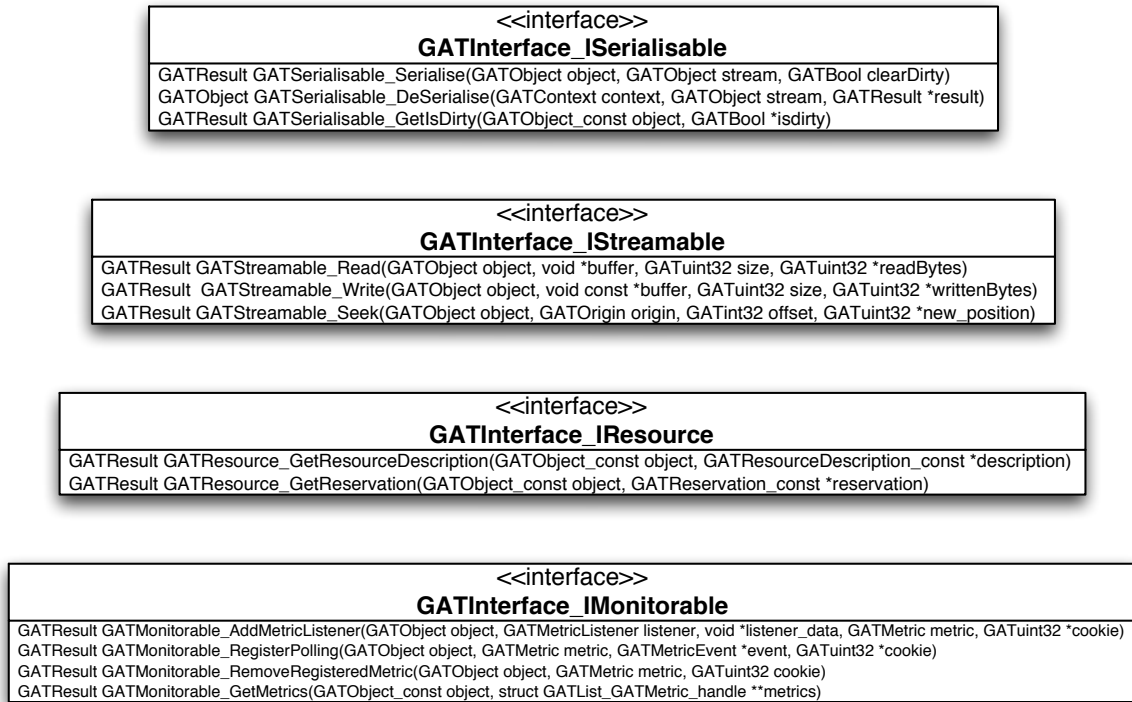 <<interface>>
GATInterface_ISerialisable
GATResult GATSerialisable_Serialise(GATObject object, GATObject stream, GATBool clearDirty)
GATObject GATSerialisable_DeSerialise(GATContext context, GATObject stream, GATResult *result)
GATResult GATSerialisable_GetIsDirty(GATObject_const object, GATBool *isdirty)
<<interface>>
GATInterface_IStreamable
GATResult GATStreamable_Read(GATObject object, void *buffer, GATuint32 size, GATuint32 *readBytes)
GATResult  GATStreamable_Write(GATObject object, void const *buffer, GATuint32 size, GATuint32 *writtenBytes)
GATResult GATStreamable_Seek(GATObject object, GATOrigin origin, GATint32 offset, GATuint32 *new_position)
<<interface>>
GATInterface_IResource
GATResult GATResource_GetResourceDescription(GATObject_const object, GATResourceDescription_const *description)
GATResult GATResource_GetReservation(GATObject_const object, GATReservation_const *reservation)
<<interface>>
GATInterface_IMonitorable
GATResult GATMonitorable_AddMetricListener(GATObject object, GATMetricListener listener, void *listener_data, GATMetric metric, GATuint32 *cookie)
GATResult GATMonitorable_RegisterPolling(GATObject object, GATMetric metric, GATMetricEvent *event, GATuint32 *cookie)
GATResult GATMonitorable_RemoveRegisteredMetric(GATObject object, GATMetric metric, GATuint32 cookie)
GATResult GATMonitorable_GetMetrics(GATObject_const object, struct GATList_GATMetric_handle **metrics)